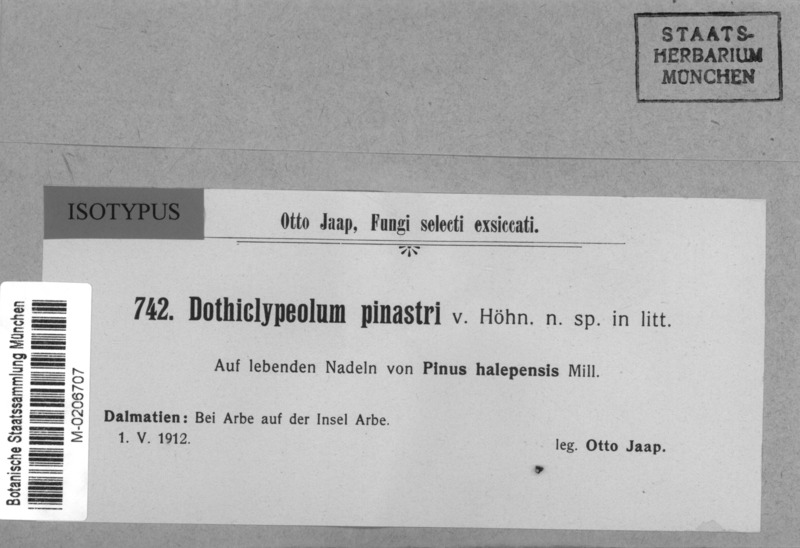 STAATS-
HERBARIUM
MÜNCHEN
ISOTYPUS
Otto Jaap, Fungi selecti exsiccati.
742. Dothiclypeolum pinastri v. Höhn. n. sp. in litt.
Auf lebenden Nadeln von Pinus halepensis Mill.
Dalmatien: Bei Arbe auf der Insel Arbe.
1. V. 1912.
leg. Otto Jaap.
Botanische Staatssammlung München
M-0206707